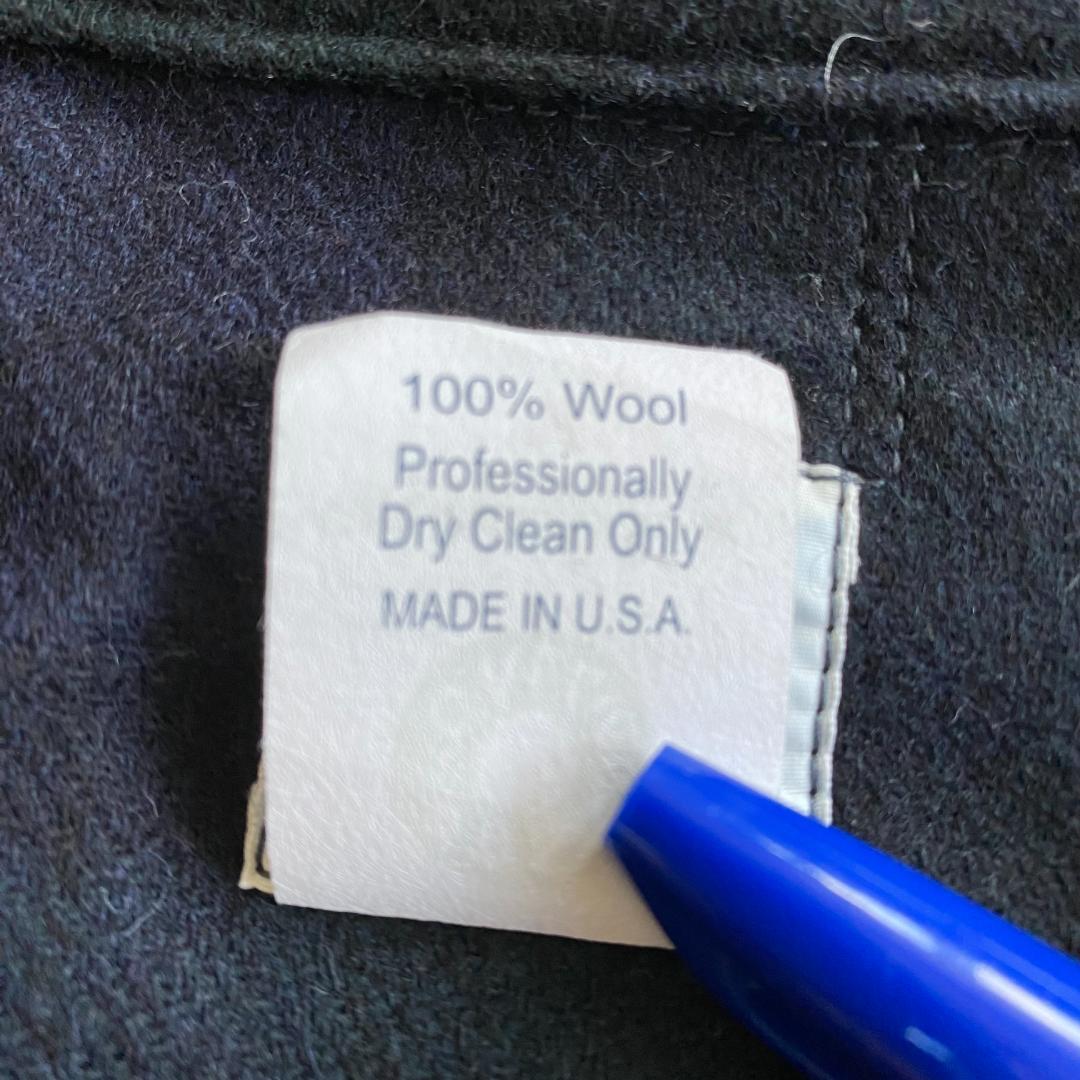 100% Wool
Professionally
Dry Clean Only
MADE IN U.S.A.